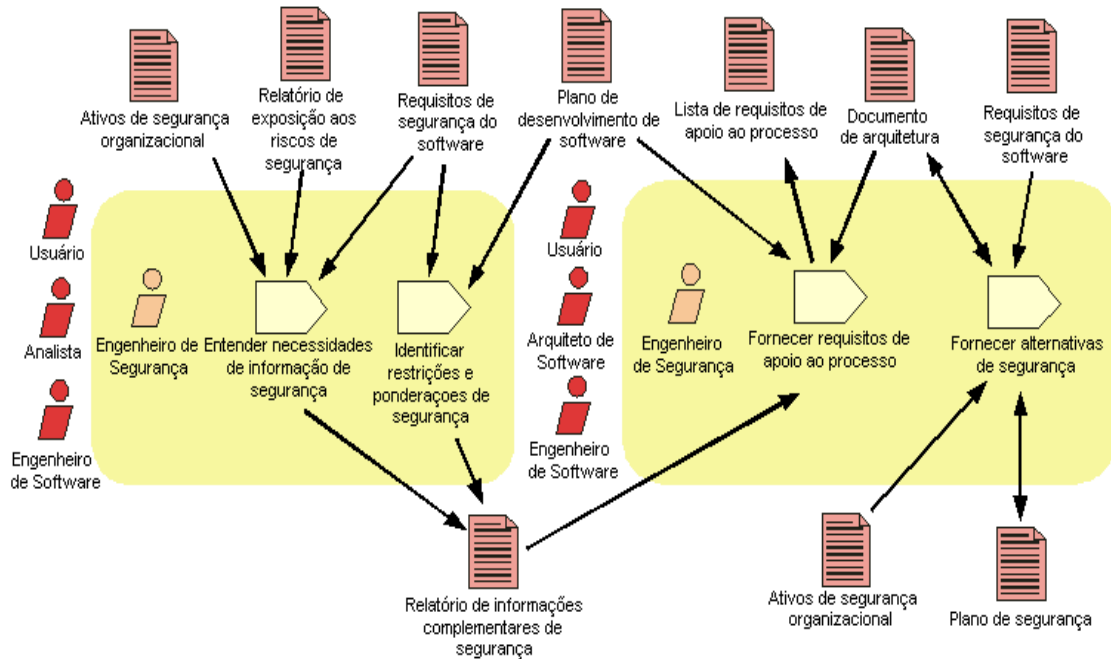 Ativos de segurança
organizacional
Relatório de
exposição aos
riscos de
segurança
Requisitos de
segurança do
software
Plano de
desenvolvimento de
software
Lista de requisitos de
apoio ao processo
Documento
de arquitetura
Requisitos de
segurança do
software
Usuário
Analista
Engenheiro
de Software
Engenheiro de
Segurança
Entender necessidades
de informação de
segurança
Identificar
restrições e
ponderaçoes de
segurança
Usuário
Arquiteto de
Software
Engenheiro
de Software
Engenheiro
de Segurança
Fornecer requisitos de
apoio ao processo
Fornecer alternativas
de segurança
Relatório de informações
complementares de
segurança
Ativos de segurança
organizacional
Plano de segurança